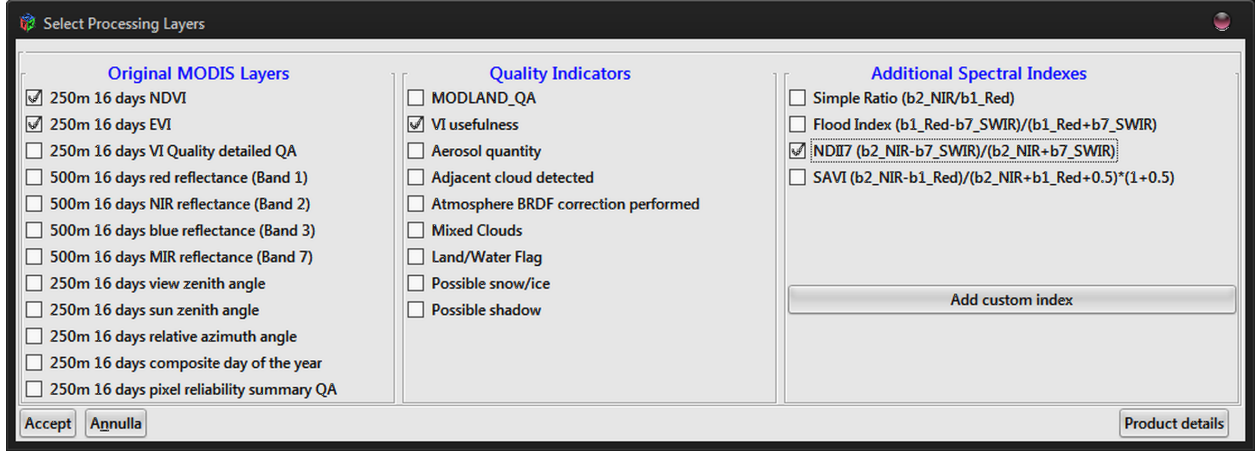 Select Processing Layers
Original MODIS Layers
250m 16 days NDVI
250m 16 days EVI
250m 16 days VI Quality detailed QA
500m 16 days red reflectance (Band 1)
500m 16 days NIR reflectance (Band 2)
500m 16 days blue reflectance (Band 3)
500m 16 days MIR reflectance (Band 7)
250m 16 days view zenith angle
250m 16 days sun zenith angle
250m 16 days relative azimuth angle
250m 16 days composite day of the year
250m 16 days pixel reliability summary QA
Quality Indicators
MODLAND_QA
VI usefulness
Aerosol quantity
Adjacent cloud detected
Atmosphere BRDF correction performed
Mixed Clouds
Land/Water Flag
Possible snow/ice
Possible shadow
Additional Spectral Indexes
Simple Ratio (b2_NIR/b1_Red)
Flood Index (b1_Red-b7_SWIR)/(b1_Red+b7_SWIR)
NDII7 (b2_NIR-b7_SWIR)/(b2_NIR+b7_SWIR)
SAVI (b2_NIR-b1_Red)/(b2_NIR+b1_Red+0.5)*(1+0.5)
Add custom index
Accept
Annulla
Product details